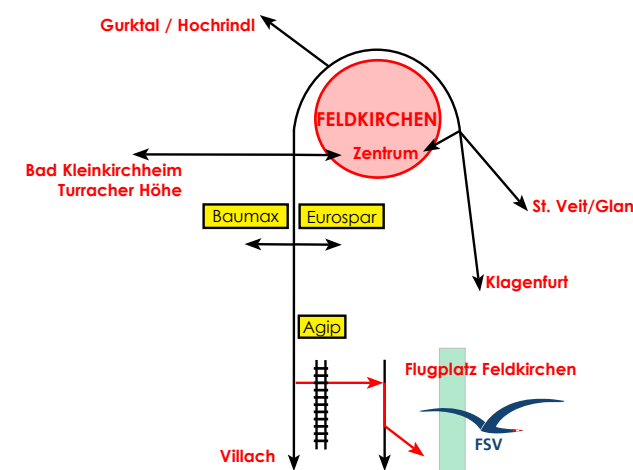 Gurktal / Hochrindl
FELDKIRCHEN
Zentrum
Bad Kleinkirchheim
Turracher Höhe
St. Veit/Glan
Baumax
Eurospar
Klagenfurt
Agip
Flugplatz Feldkirchen
FSV
Villach